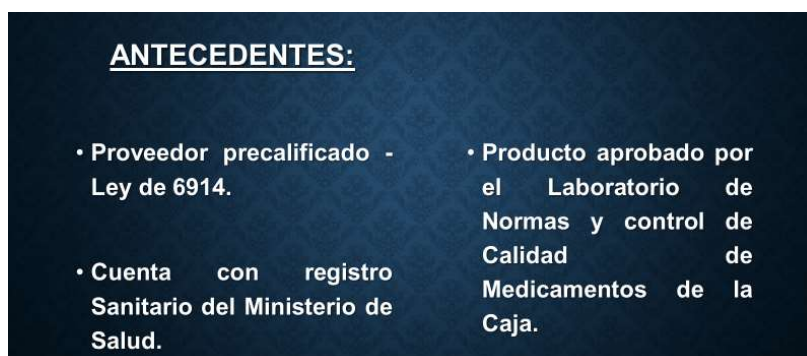 ANTECEDENTES:
• Proveedor precalificado -
Ley de 6914.
• Cuenta con registro
Sanitario del Ministerio de
Salud.
• Producto aprobado por
el Laboratorio de
Normas y control de
Calidad de
Medicamentos de la
Caja.